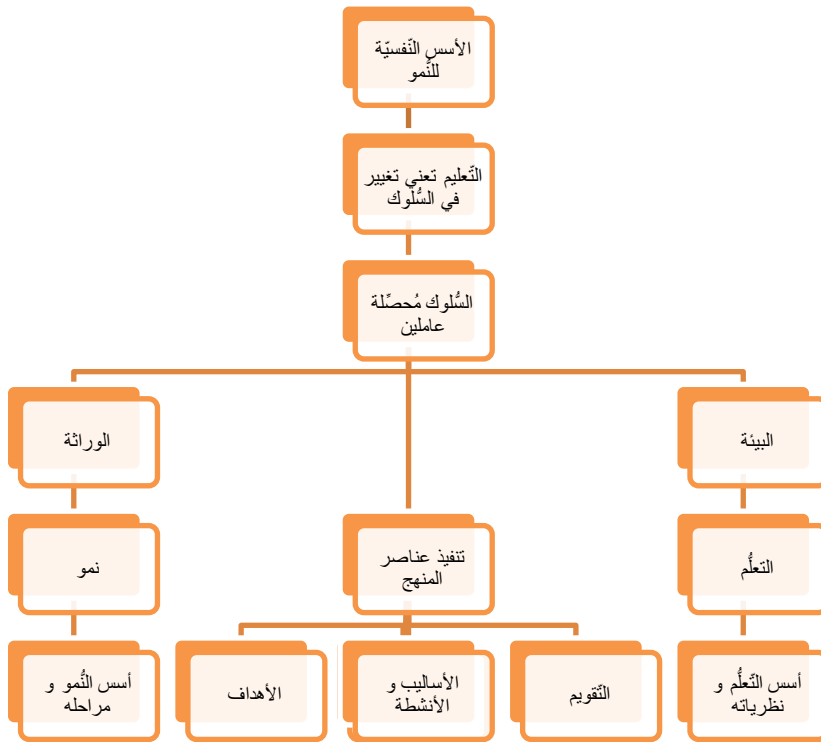 الأسس النّفسيّة
للنُّمو
التّعليم تعني تغيير
في السُّلوك
السُّلوك مُحصِّلة
عاملين
البيئة
الوراثة
تنفيذ عناصر
المنهج
التعلُّم
نمو
أسس التّعلُّم و
نظرياته
التّقويم
الأساليب و
الأنشطة
الأهداف
أسس النُّمو و
مراحله